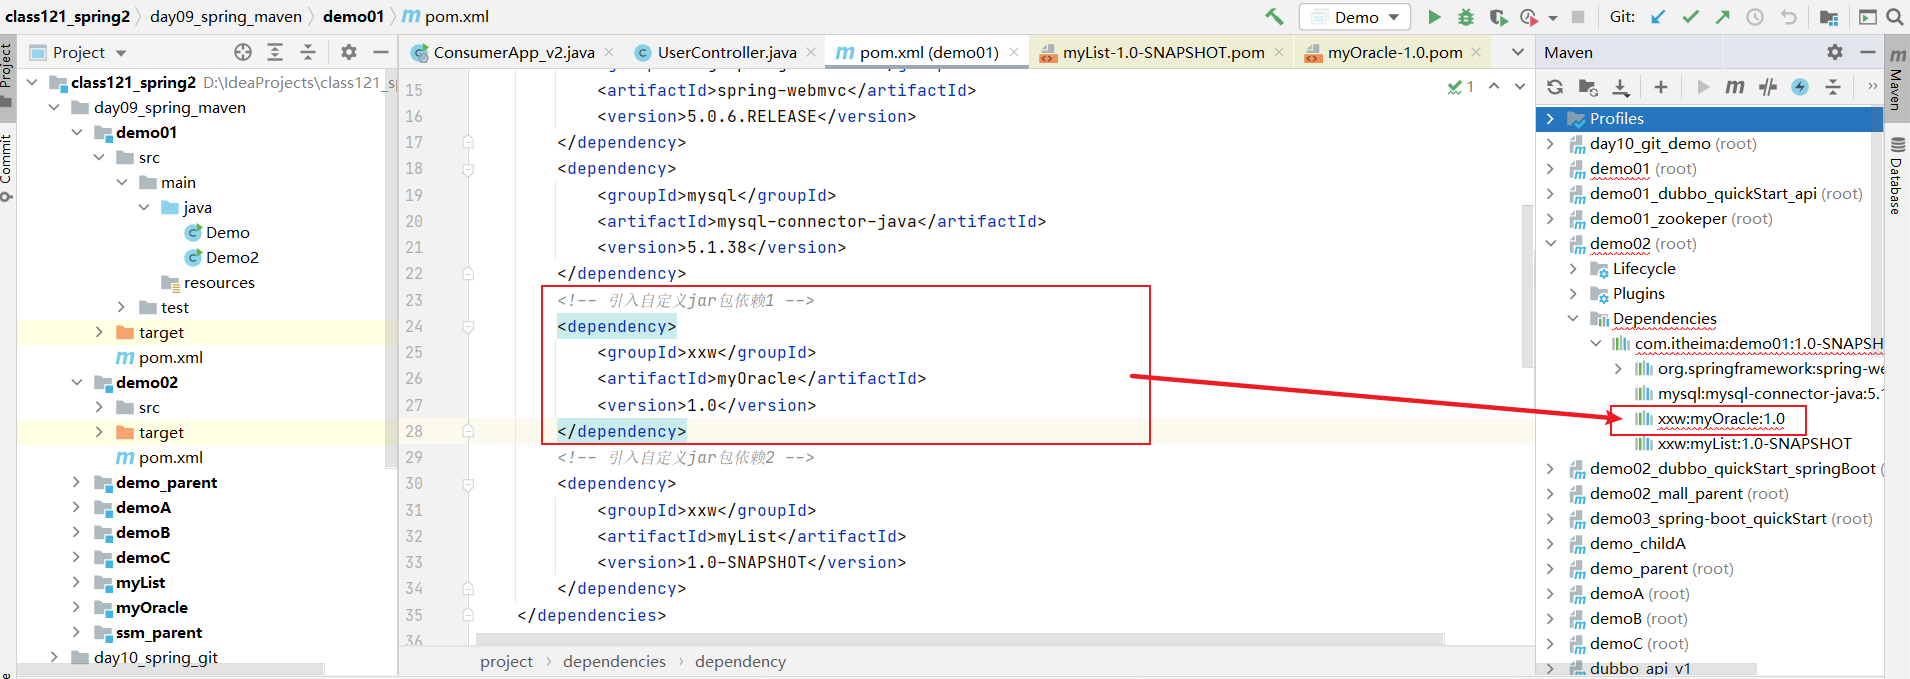 class121_spring2 〉 day09_spring_maven 〉 demo01 〉 m pom.xml
Demo
Git:
Project
Commit
Project
class121_spring2 D:\IdeaProjects\class121_s
day09_spring_maven
demo01
src
main
java
Demo
Demo2
resources
test
target
pom.xml
demo02
src
target
pom.xml
demo_parent
demoA
demoB
demoC
myList
myOracle
ssm_parent
day10_spring_git
ConsumerApp_v2.java
UserController.java
pom.xml (demo01)
myList-1.0-SNAPSHOT.pom
myOracle-1.0.pom
1
15 <artifactId>spring-webmvc</artifactId>
16 <version>5.0.6.RELEASE</version>
17 </dependency>
18 <dependency>
19 <groupId>mysql</groupId>
20 <artifactId>mysql-connector-java</artifactId>
21 <version>5.1.38</version>
22 </dependency>
23 <!-- 引入自定义jar包依赖1 -->
24 <dependency>
25 <groupId>xxw</groupId>
26 <artifactId>myOracle</artifactId>
27 <version>1.0</version>
28 </dependency>
29 <!-- 引入自定义jar包依赖2 -->
30 <dependency>
31 <groupId>xxw</groupId>
32 <artifactId>myList</artifactId>
33 <version>1.0-SNAPSHOT</version>
34 </dependency>
35 </dependencies>
36
project 〉 dependencies 〉 dependency
Maven
Profiles
day10_git_demo (root)
demo01 (root)
demo01_dubbo_quickStart_api (root)
demo01_zookeper (root)
demo02 (root)
Lifecycle
Plugins
Dependencies
com.itheima:demo01:1.0-SNAPSH
org.springframework:spring-we
mysql:mysql-connector-java:5.1
xxw:myOracle:1.0
xxw:myList:1.0-SNAPSHOT
demo02_dubbo_quickStart_springBoot (
demo02_mall_parent (root)
demo03_spring-boot_quickStart (root)
demo_childA
demo_parent (root)
demoA (root)
demoB (root)
demoC (root)
dubbo_api_v1
Maven
Database